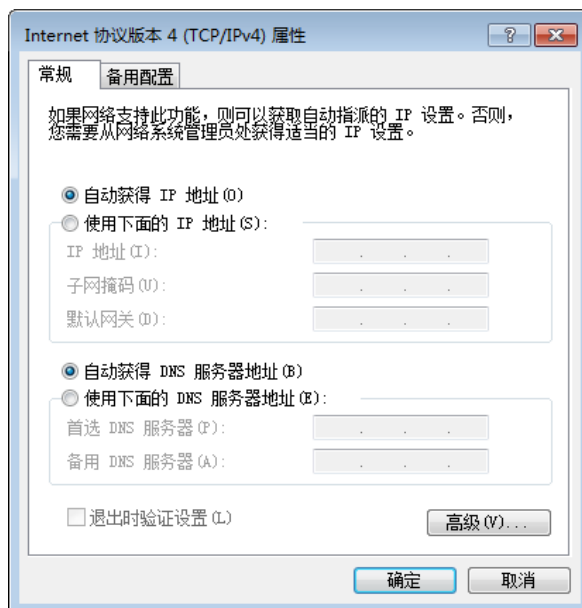 Internet 协议版本 4 (TCP/IPv4) 属性
常规 备用配置
如果网络支持此功能，则可以获取自动指派的 IP 设置。否则，
您需要从网络系统管理员处获得适当的 IP 设置。
自动获得 IP 地址(O)
使用下面的 IP 地址(S):
IP 地址(I):
子网掩码(U):
默认网关(D):
自动获得 DNS 服务器地址(B)
使用下面的 DNS 服务器地址(E):
首选 DNS 服务器(P):
备用 DNS 服务器(A):
退出时验证设置(L)
高级(V)...
确定 取消